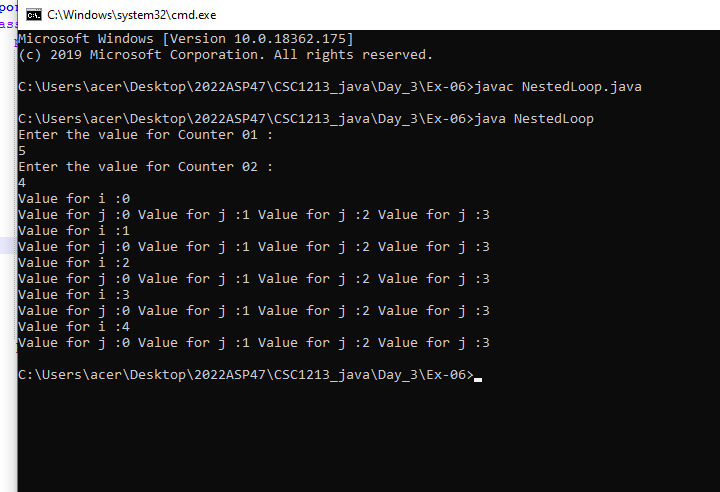 C:\Windows\system32\cmd.exe
Microsoft Windows [Version 10.0.18362.175]
(c) 2019 Microsoft Corporation. All rights reserved.
C:\Users\acer\Desktop\2022ASP47\CSC1213_java\Day_3\Ex-06>javac NestedLoop.java
C:\Users\acer\Desktop\2022ASP47\CSC1213_java\Day_3\Ex-06>java NestedLoop
Enter the value for Counter 01 :
5
Enter the value for Counter 02 :
4
Value for i :0
Value for j :0 Value for j :1 Value for j :2 Value for j :3
Value for i :1
Value for j :0 Value for j :1 Value for j :2 Value for j :3
Value for i :2
Value for j :0 Value for j :1 Value for j :2 Value for j :3
Value for i :3
Value for j :0 Value for j :1 Value for j :2 Value for j :3
Value for i :4
Value for j :0 Value for j :1 Value for j :2 Value for j :3
C:\Users\acer\Desktop\2022ASP47\CSC1213_java\Day_3\Ex-06>